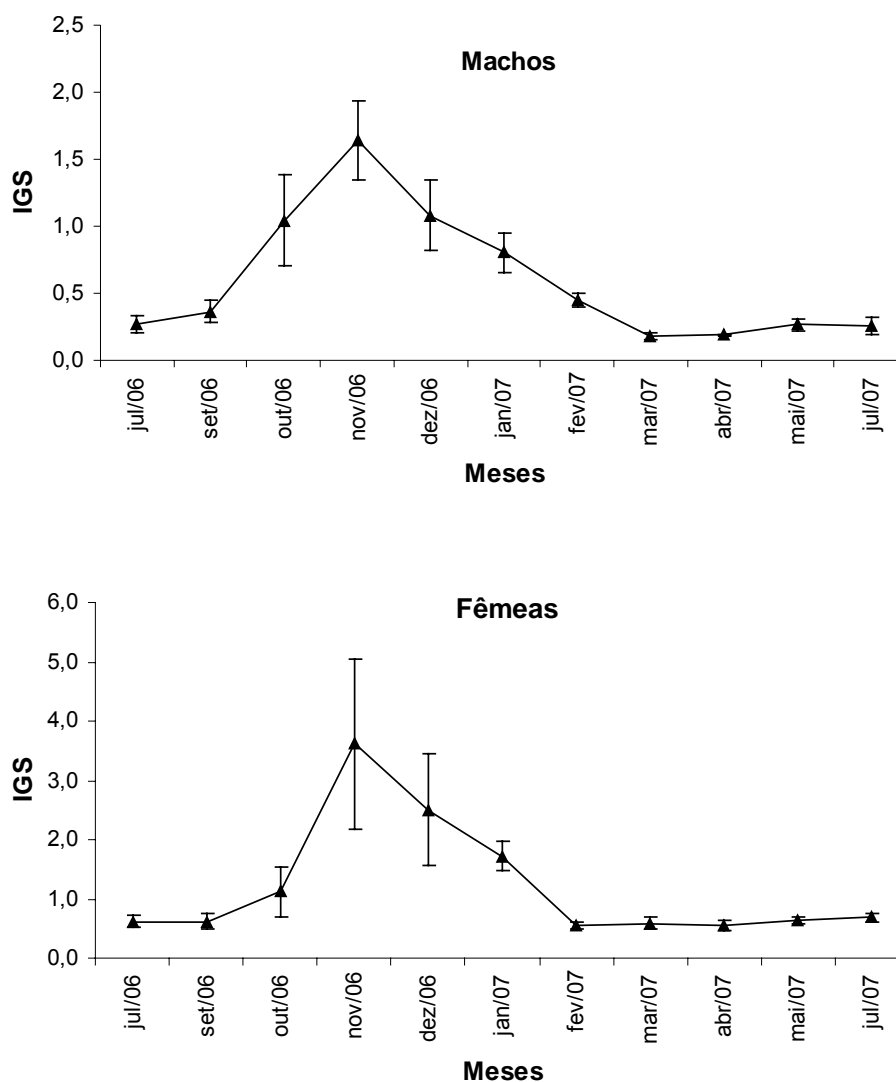 Machos
IGS
2,5
2,0
1,5
1,0
0,5
0,0
jul/06
set/06
out/06
nov/06
dez/06
jan/07
fev/07
mar/07
abr/07
mai/07
jul/07
Meses
Fêmeas
IGS
6,0
5,0
4,0
3,0
2,0
1,0
0,0
jul/06
set/06
out/06
nov/06
dez/06
jan/07
fev/07
mar/07
abr/07
mai/07
jul/07
Meses